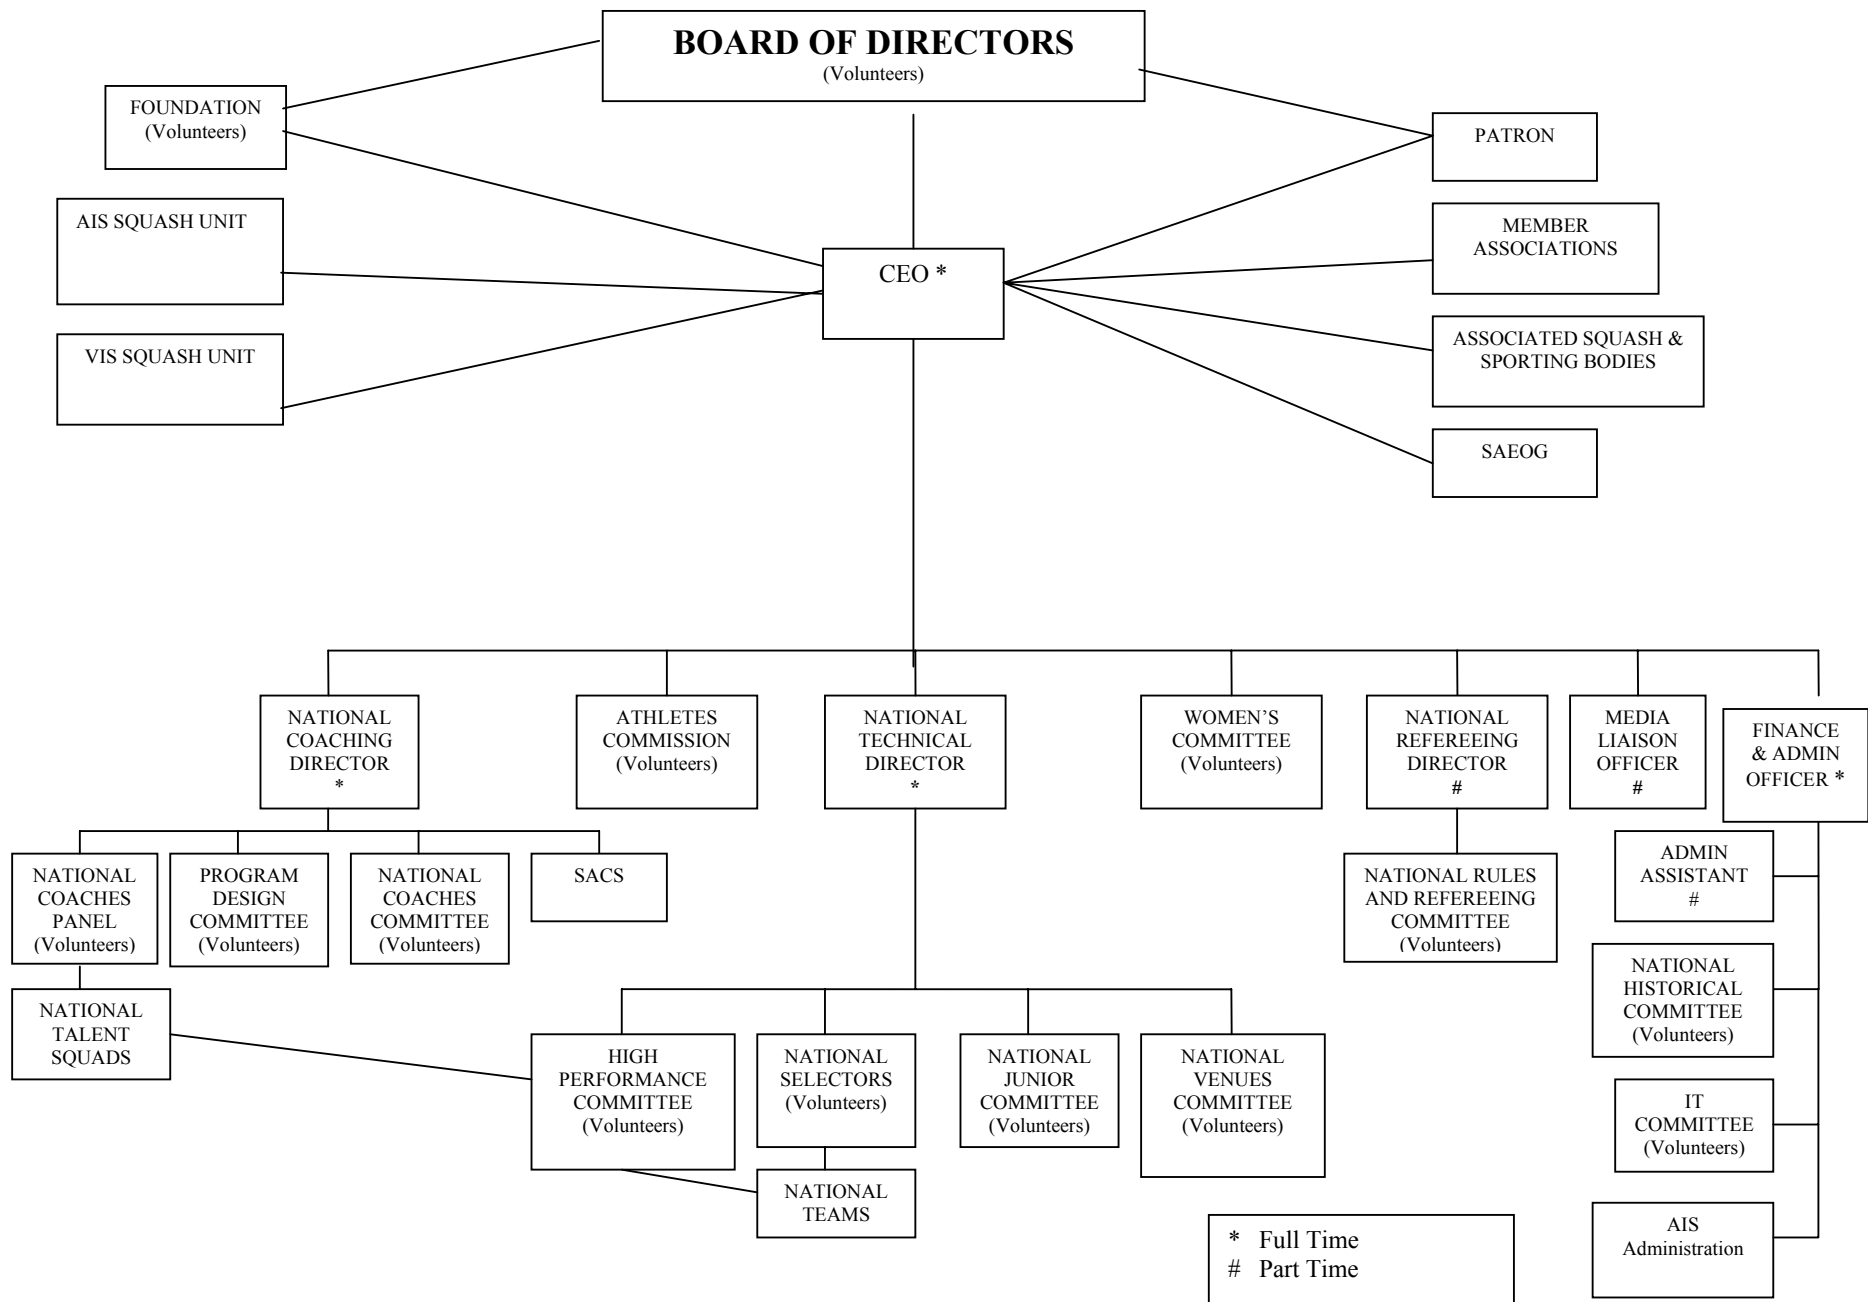 BOARD OF DIRECTORS
(Volunteers)
FOUNDATION
(Volunteers)
PATRON
AIS SQUASH UNIT
MEMBER
ASSOCIATIONS
CEO *
VIS SQUASH UNIT
ASSOCIATED SQUASH &
SPORTING BODIES
SAEOG
NATIONAL
COACHING
DIRECTOR
*
ATHLETES
COMMISSION
(Volunteers)
NATIONAL
TECHNICAL
DIRECTOR
*
WOMEN’S
COMMITTEE
(Volunteers)
NATIONAL
REFEREEING
DIRECTOR
#
MEDIA
LIAISON
OFFICER
#
FINANCE
& ADMIN
OFFICER *
NATIONAL
COACHES
PANEL
(Volunteers)
PROGRAM
DESIGN
COMMITTEE
(Volunteers)
NATIONAL
COACHES
COMMITTEE
(Volunteers)
SACS
NATIONAL RULES
AND REFEREEING
COMMITTEE
(Volunteers)
ADMIN
ASSISTANT
#
NATIONAL
TALENT
SQUADS
HIGH
PERFORMANCE
COMMITTEE
(Volunteers)
NATIONAL
SELECTORS
(Volunteers)
NATIONAL
JUNIOR
COMMITTEE
(Volunteers)
NATIONAL
VENUES
COMMITTEE
(Volunteers)
NATIONAL
HISTORICAL
COMMITTEE
(Volunteers)
IT
COMMITTEE
(Volunteers)
NATIONAL
TEAMS
AIS
Administration
* Full Time
# Part Time